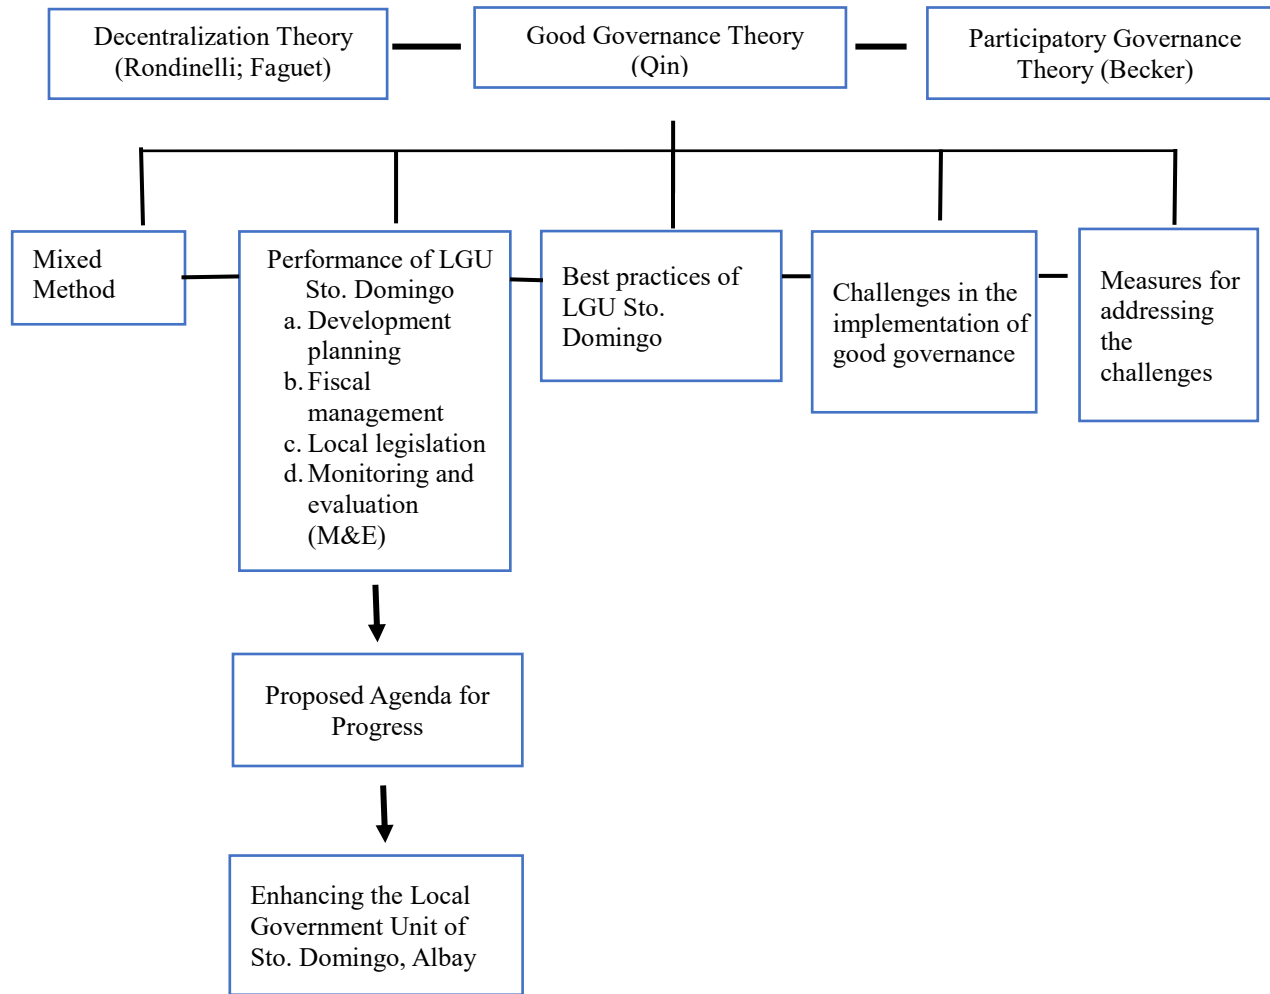 Decentralization Theory
(Rondinelli; Faguet)
Good Governance Theory
(Qin)
Participatory Governance
Theory (Becker)
Mixed
Method
Performance of LGU
Sto. Domingo
a. Development
planning
b. Fiscal
management
c. Local legislation
d. Monitoring and
evaluation
(M&E)
Best practices of
LGU Sto.
Domingo
Challenges in the
implementation of
good governance
Measures for
addressing
the
challenges
Proposed Agenda for
Progress
Enhancing the Local
Government Unit of
Sto. Domingo, Albay